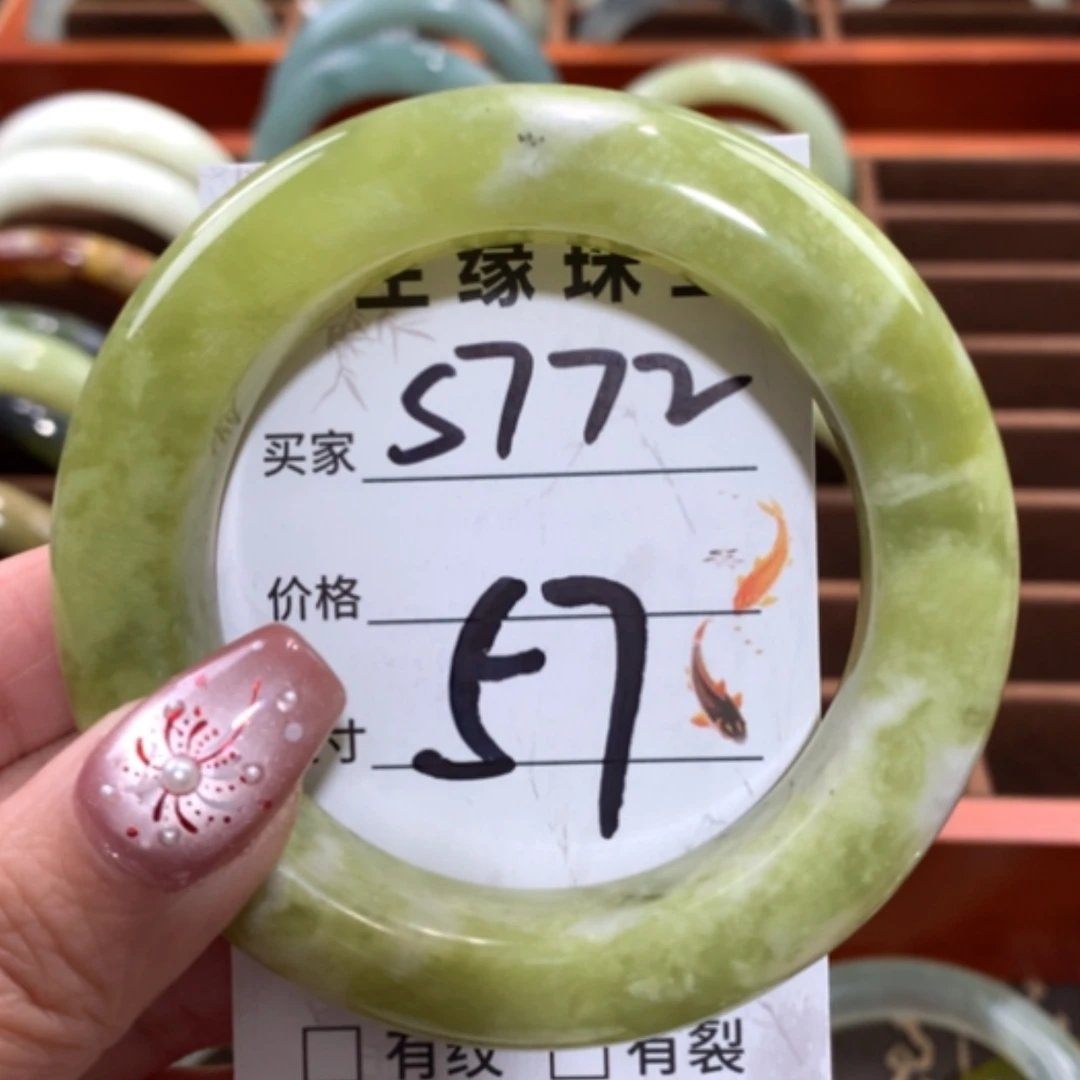 缘珠
买家 S772
价格
寸 57
有纹 有裂